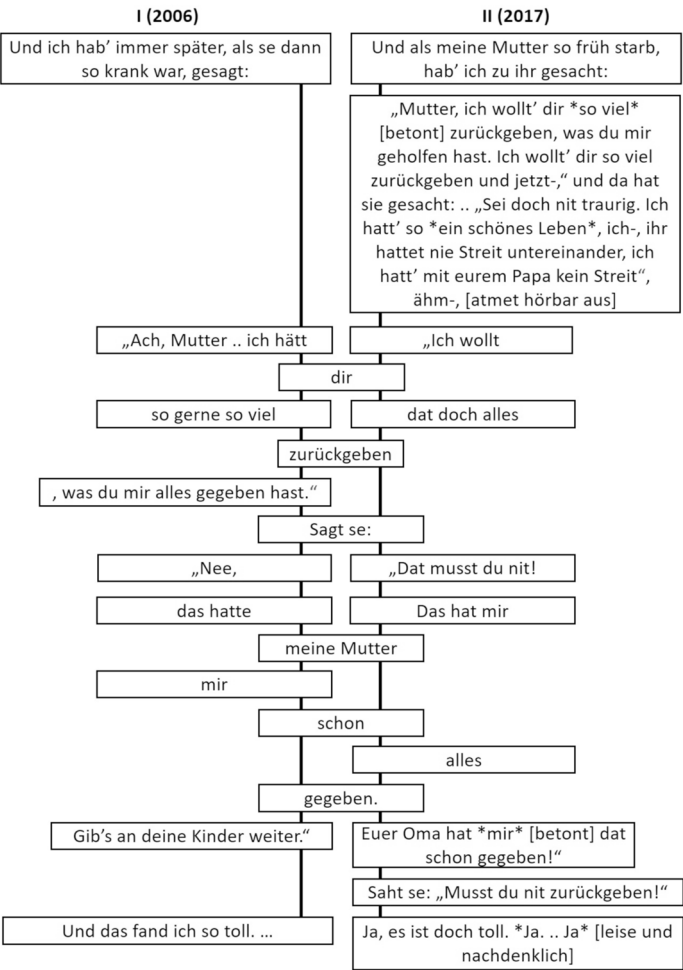 I (2006)
II (2017)
Und ich hab’ immer später, als se dann
so krank war, gesagt:
Und als meine Mutter so früh starb,
hab’ ich zu ihr gesacht:
„Mutter, ich wollt’ dir *so viel*
[betont] zurückgeben, was du mir
geholfen hast. Ich wollt’ dir so viel
zurückgeben und jetzt-,“ und da hat
sie gesacht: .. „Sei doch nit traurig. Ich
hatt’ so *ein schönes Leben*, ich-, ihr
hattet nie Streit untereinander, ich
hatt’ mit eurem Papa kein Streit“,
ähm-, [atmet hörbar aus]
„Ach, Mutter .. ich hätt
„Ich wollt
dir
so gerne so viel
dat doch alles
zurückgeben
, was du mir alles gegeben hast.“
Sagt se:
„Nee,
„Dat musst du nit!
das hatte
Das hat mir
meine Mutter
mir
schon
alles
gegeben.
Gib’s an deine Kinder weiter.“
Euer Oma hat *mir* [betont] dat
schon gegeben!“
Saht se: „Musst du nit zurückgeben!“
Und das fand ich so toll. ...
Ja, es ist doch toll. *Ja. .. Ja* [leise und
nachdenklich]